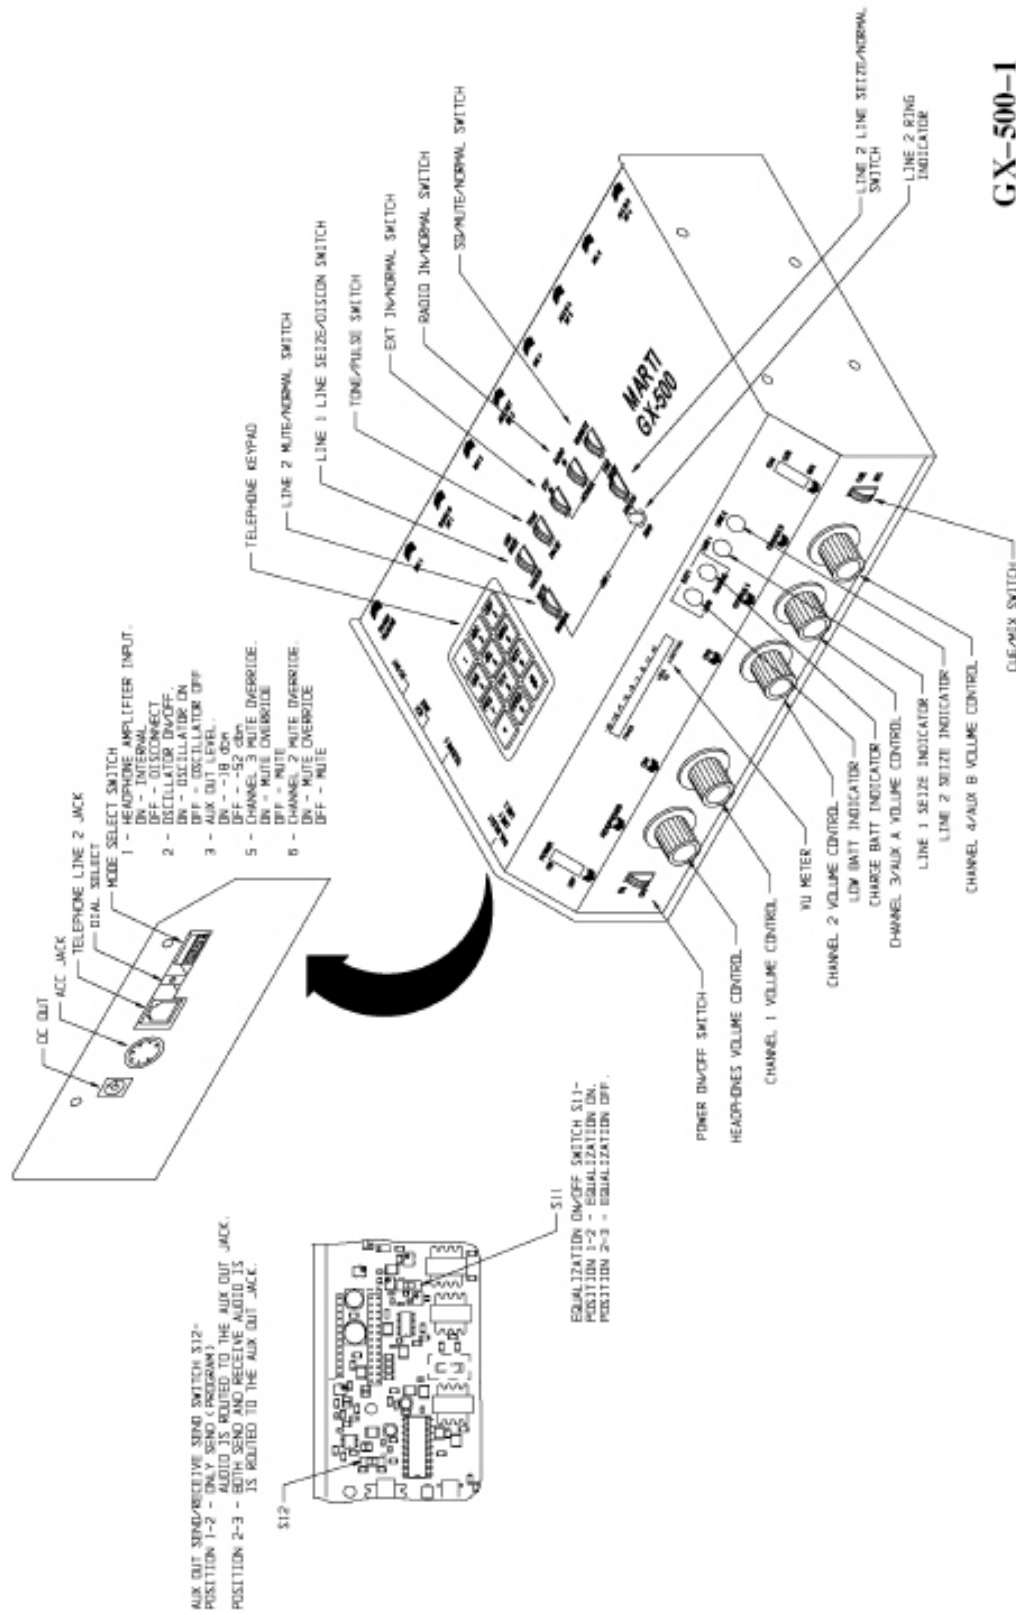 GX-500-1
DC OUT
ACC JACK
TELEPHONE LINE 2 JACK
DIAL SELECT
MODE SELECT SWITCH
1 - HEADPHONE AMPLIFIER INPUT.
ON - INTERNAL
OFF - DISCONNECT
2 - OSCILLATOR ON/OFF.
ON - OSCILLATOR ON
OFF - OSCILLATOR OFF
3 - AUX OUT LEVEL.
ON - -18 dbm
OFF - -52 dbm
5 - CHANNEL 3 MUTE OVERRIDE.
ON - MUTE OVERRIDE
OFF - MUTE
6 - CHANNEL 2 MUTE OVERRIDE.
ON - MUTE OVERRIDE
OFF - MUTE
TELEPHONE KEYPAD
LINE 2 MUTE/NORMAL SWITCH
LINE 1 LINE SEIZE/DISCON SWITCH
TONE/PULSE SWITCH
EXT IN/NORMAL SWITCH
RADIO IN/NORMAL SWITCH
SG/MUTE/NORMAL SWITCH
LINE 2 LINE SEIZE/NORMAL
SWITCH
LINE 2 RING
INDICATOR
MARTI
GX-500
AUX OUT SEND/RECEIVE SEND SWITCH S12-
POSITION 1-2 - ONLY SEND (PROGRAM)
AUDIO IS ROUTED TO THE AUX OUT JACK.
POSITION 2-3 - BOTH SEND AND RECEIVE AUDIO IS
IS ROUTED TO THE AUX OUT JACK.
S12
S11
EQUALIZATION ON/OFF SWITCH S11-
POSITION 1-2 - EQUALIZATION ON.
POSITION 2-3 - EQUALIZATION OFF.
POWER ON/OFF SWITCH
HEADPHONES VOLUME CONTROL
CHANNEL 1 VOLUME CONTROL
VU METER
CHANNEL 2 VOLUME CONTROL
LOW BATT INDICATOR
CHARGE BATT INDICATOR
CHANNEL 3/AUX A VOLUME CONTROL
LINE 1 SEIZE INDICATOR
LINE 2 SEIZE INDICATOR
CHANNEL 4/AUX B VOLUME CONTROL
CUE/MIX SWITCH